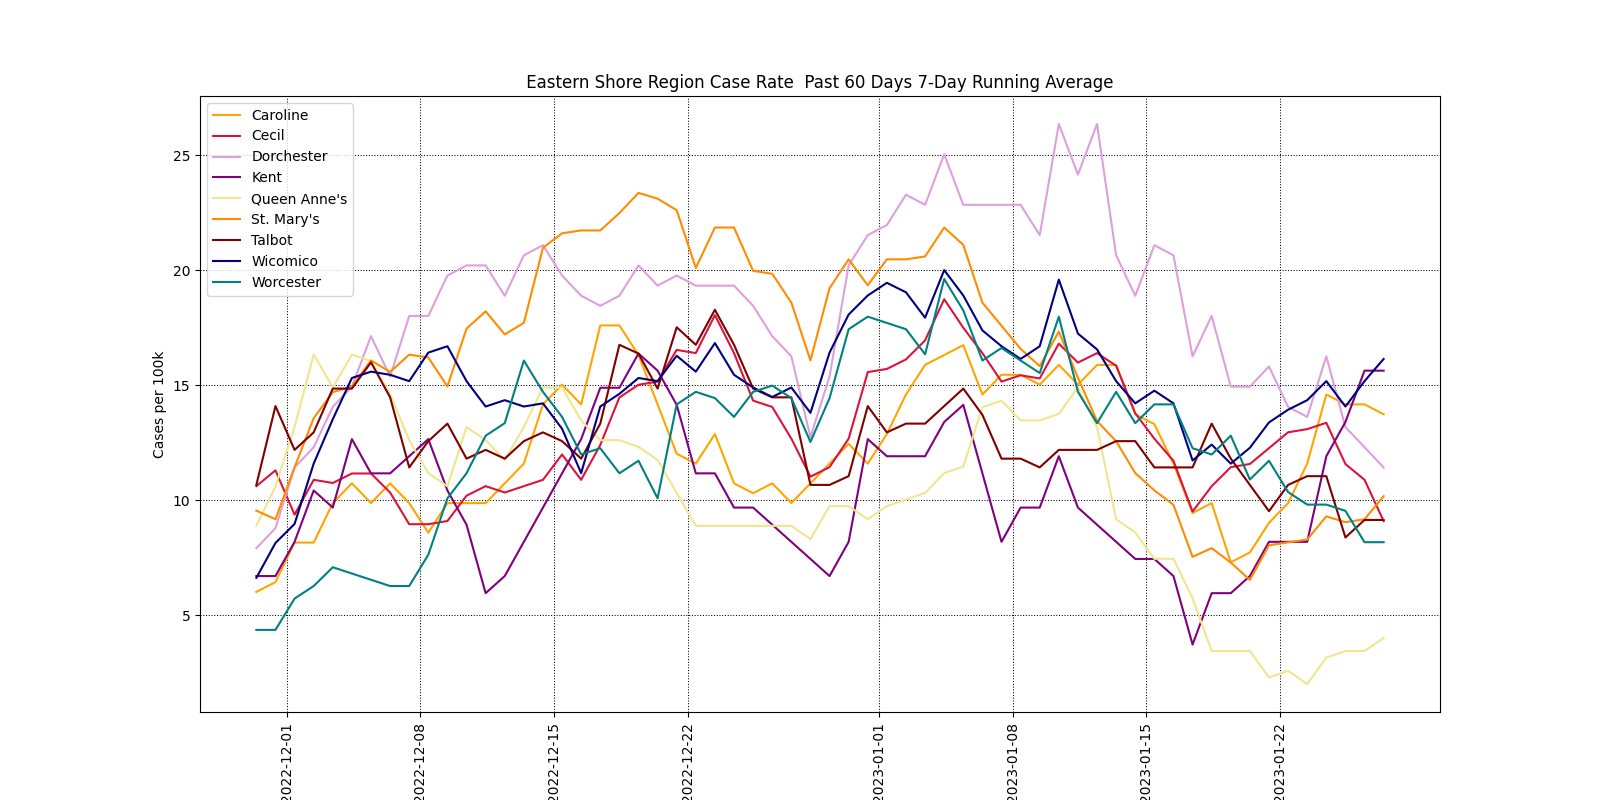 Eastern Shore Region Case Rate  Past 60 Days 7-Day Running Average
Caroline
Cecil
Dorchester
Kent
Queen Anne's
St. Mary's
Talbot
Wicomico
Worcester
Cases per 100k
25
20
15
10
5
2022-12-01
2022-12-08
2022-12-15
2022-12-22
2023-01-01
2023-01-08
2023-01-15
2023-01-22